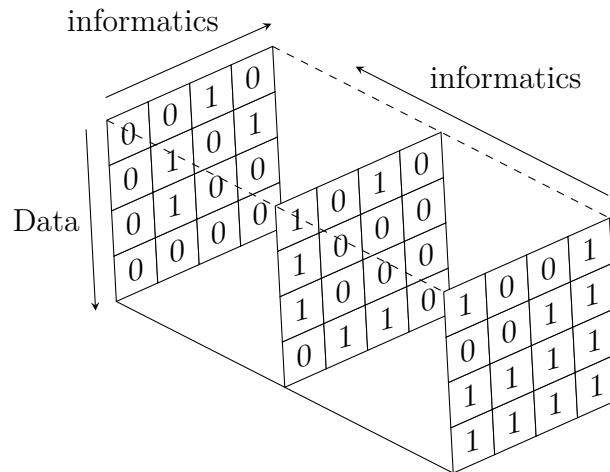 informatics
informatics
Data
0 0 1 0
0 1 0 1
0 1 0 0
0 0 0 0
1 0 1 0
1 0 0 0
1 0 0 0
0 1 1 0
1 0 0 1
0 0 1 1
1 1 1 1
1 1 1 1